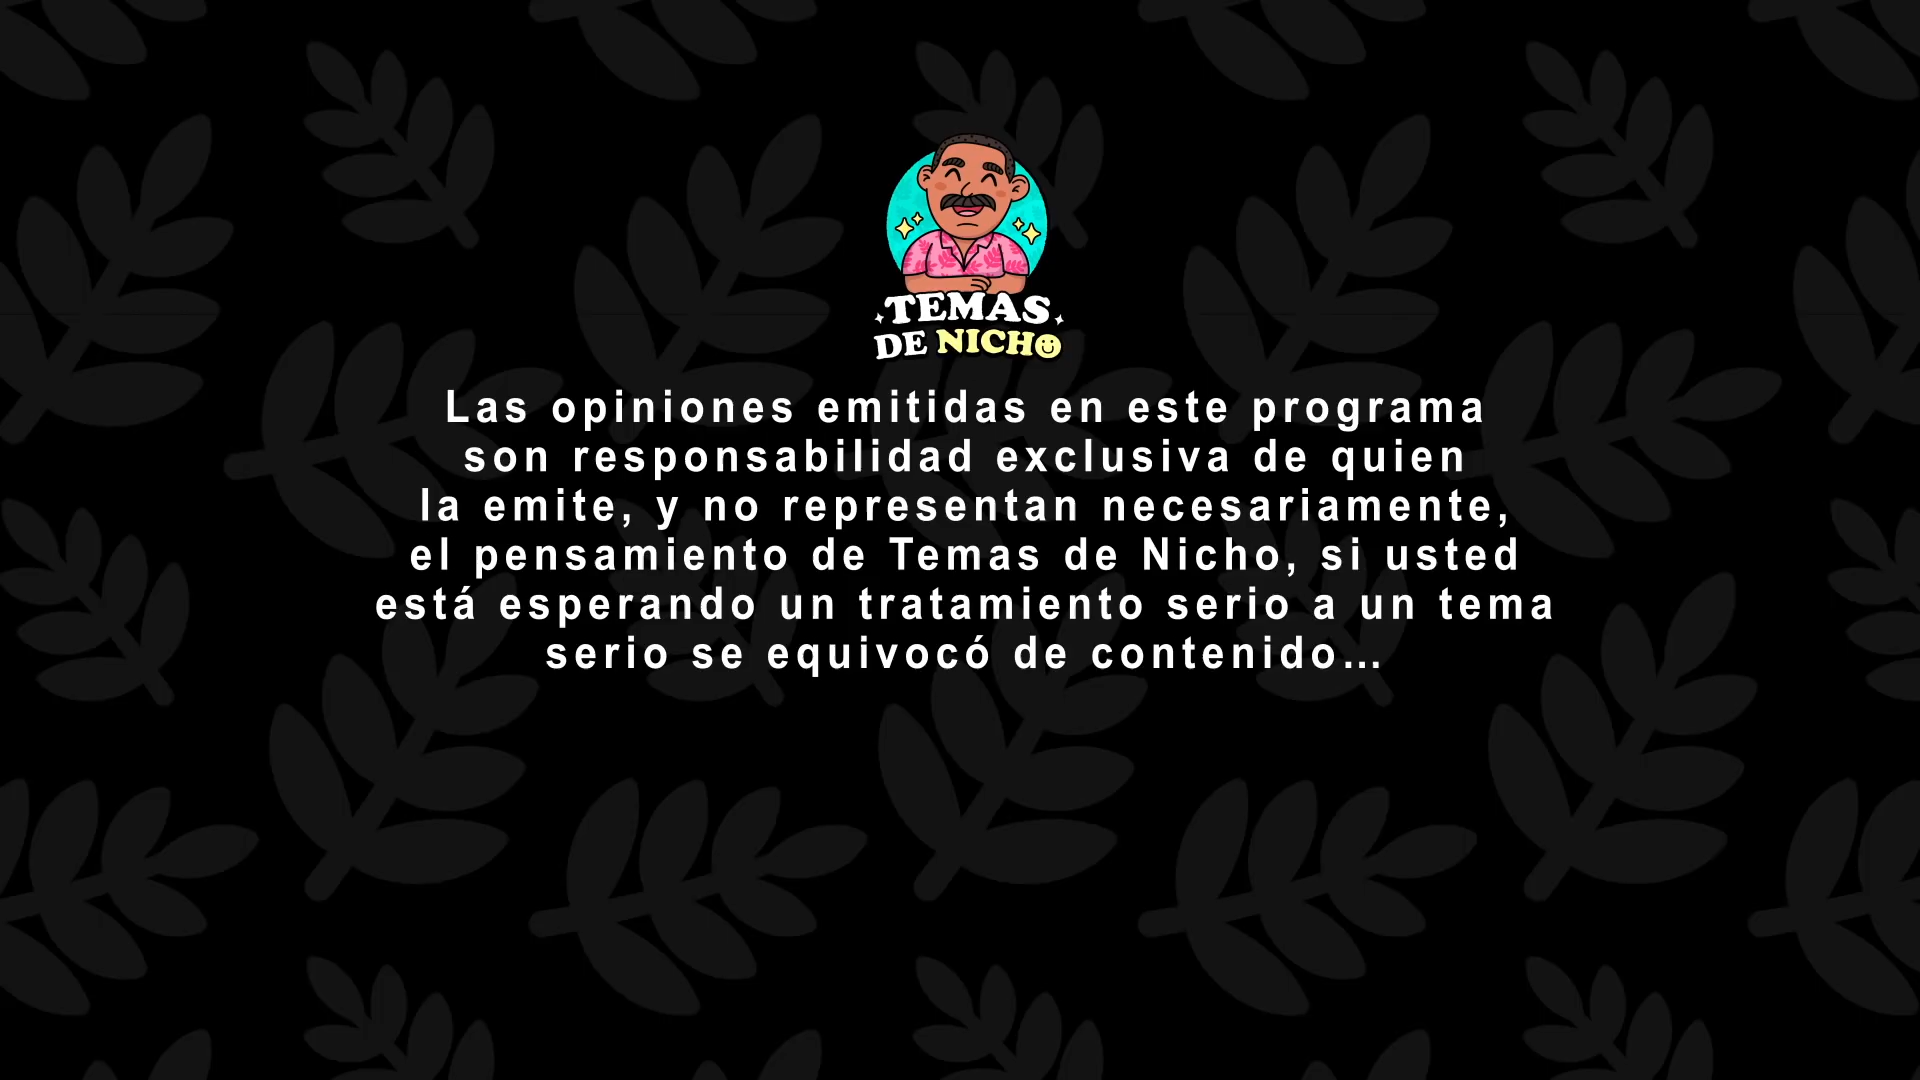 TEMAS
DE NICHO
Las opiniones emitidas en este programa
son responsabilidad exclusiva de quien
la emite, y no representan necesariamente,
el pensamiento de Temas de Nicho, si usted
está esperando un tratamiento serio a un tema
serio se equivocó de contenido...